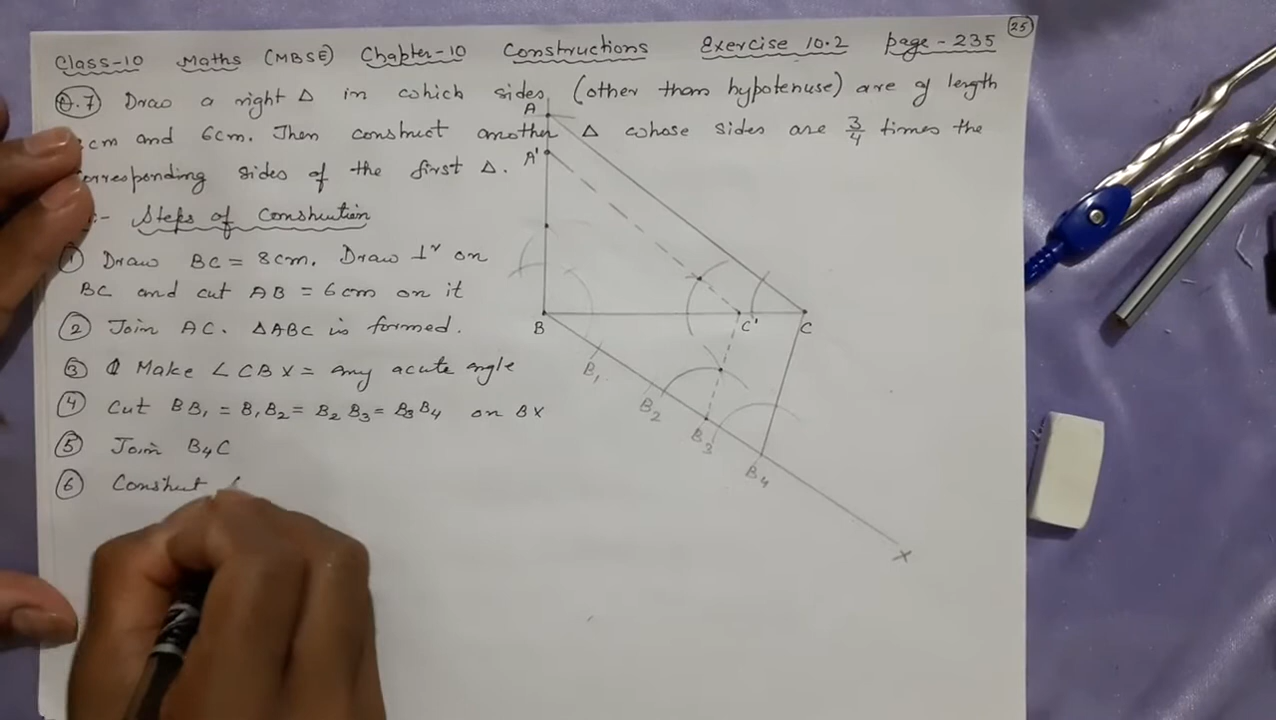 25
Class-10 Maths (MBSE) Chapter-10 Constructions Exercise 10.2 page-235
Q.7) Draw a right Δ in which sides (other than hypotenuse) are of length
cm and 6cm. Then construct another Δ whose sides are 3/4 times the
orresponding sides of the first Δ.
:- Steps of Construction
① Draw BC = 8cm. Draw ⊥r on
BC and cut AB = 6cm on it
② Join AC. ΔABC is formed.
③ Make ∠CBX = any acute angle
④ Cut BB1 = B1B2 = B2B3 = B3B4 on BX
⑤ Join B4C
⑥ Constuct
A
A'
B
C'
C
B1
B2
B3
B4
X